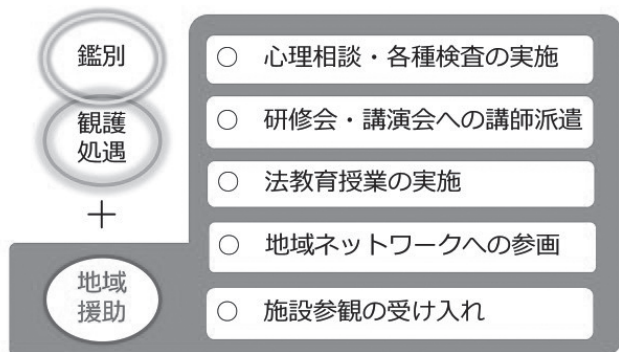 鑑別
観護
処遇
+
地域
援助
○ 心理相談・各種検査の実施
○ 研修会・講演会への講師派遣
○ 法教育授業の実施
○ 地域ネットワークへの参画
○ 施設参観の受け入れ